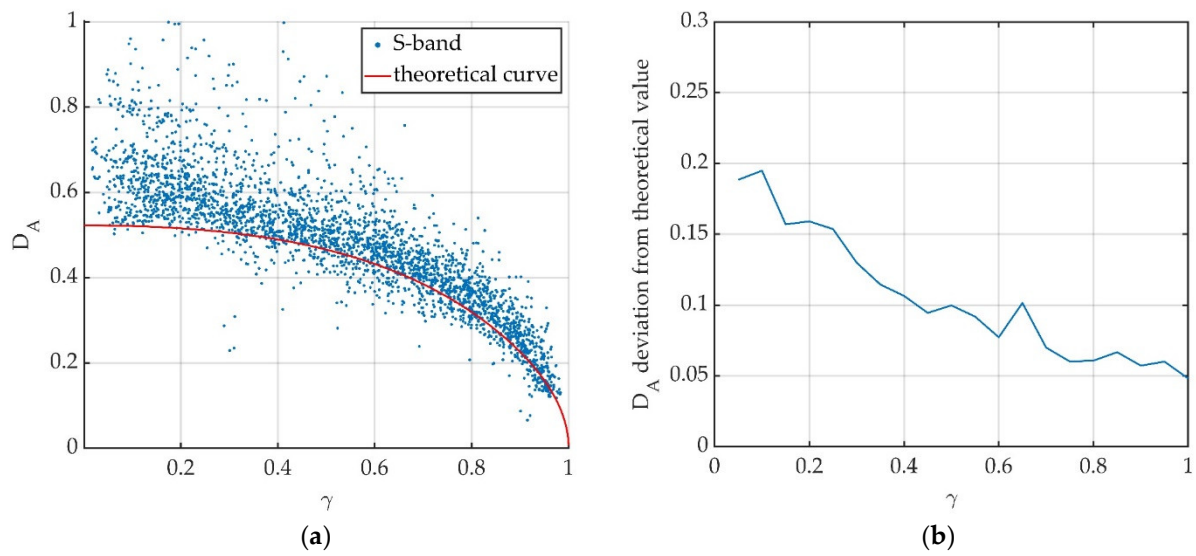 1
0.8
0.6
0.4
0.2
0
D_A
S-band
theoretical curve
0.2 0.4 0.6 0.8 1
γ
(a)
0.3
0.25
0.2
0.15
0.1
0.05
0
D_A deviation from theoretical value
0 0.2 0.4 0.6 0.8 1
γ
(b)